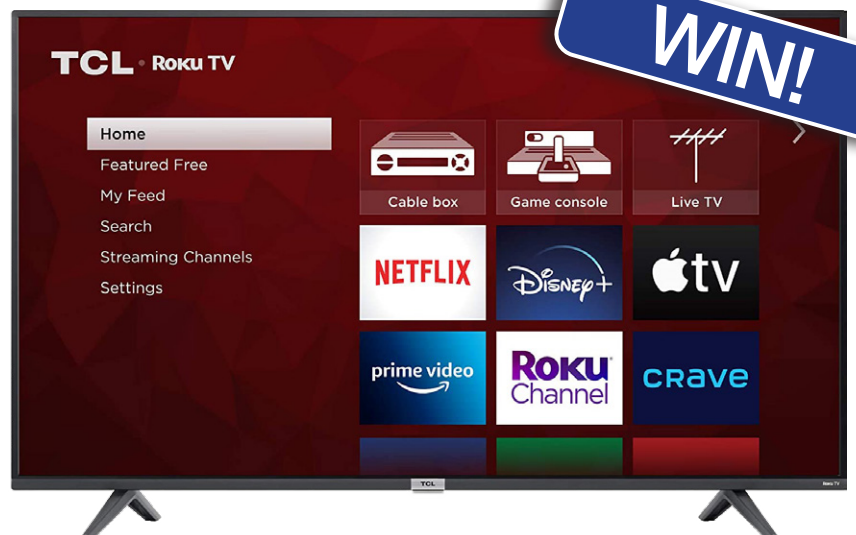 WIN!
TCL • Roku TV
Home
Featured Free
My Feed
Search
Streaming Channels
Settings
Cable box
Game console
Live TV
NETFLIX
Disney+
tv
prime video
Roku
Channel
crave
TCL
Roku TV